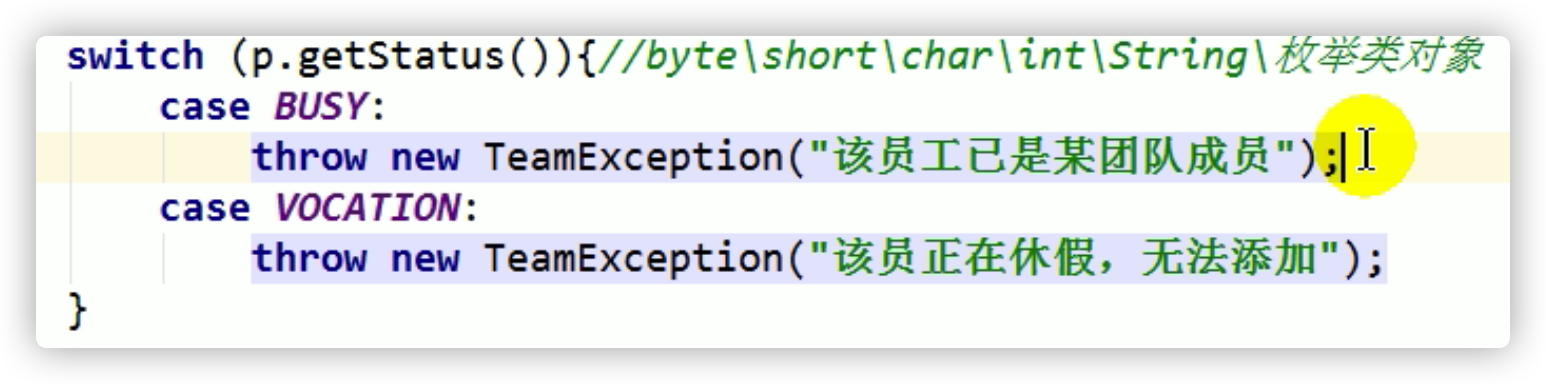 switch (p.getStatus()){//byte\short\char\int\String\枚举类对象
case BUSY:
throw new TeamException("该员工已是某团队成员");
case VOCATION:
throw new TeamException("该员正在休假，无法添加");
}